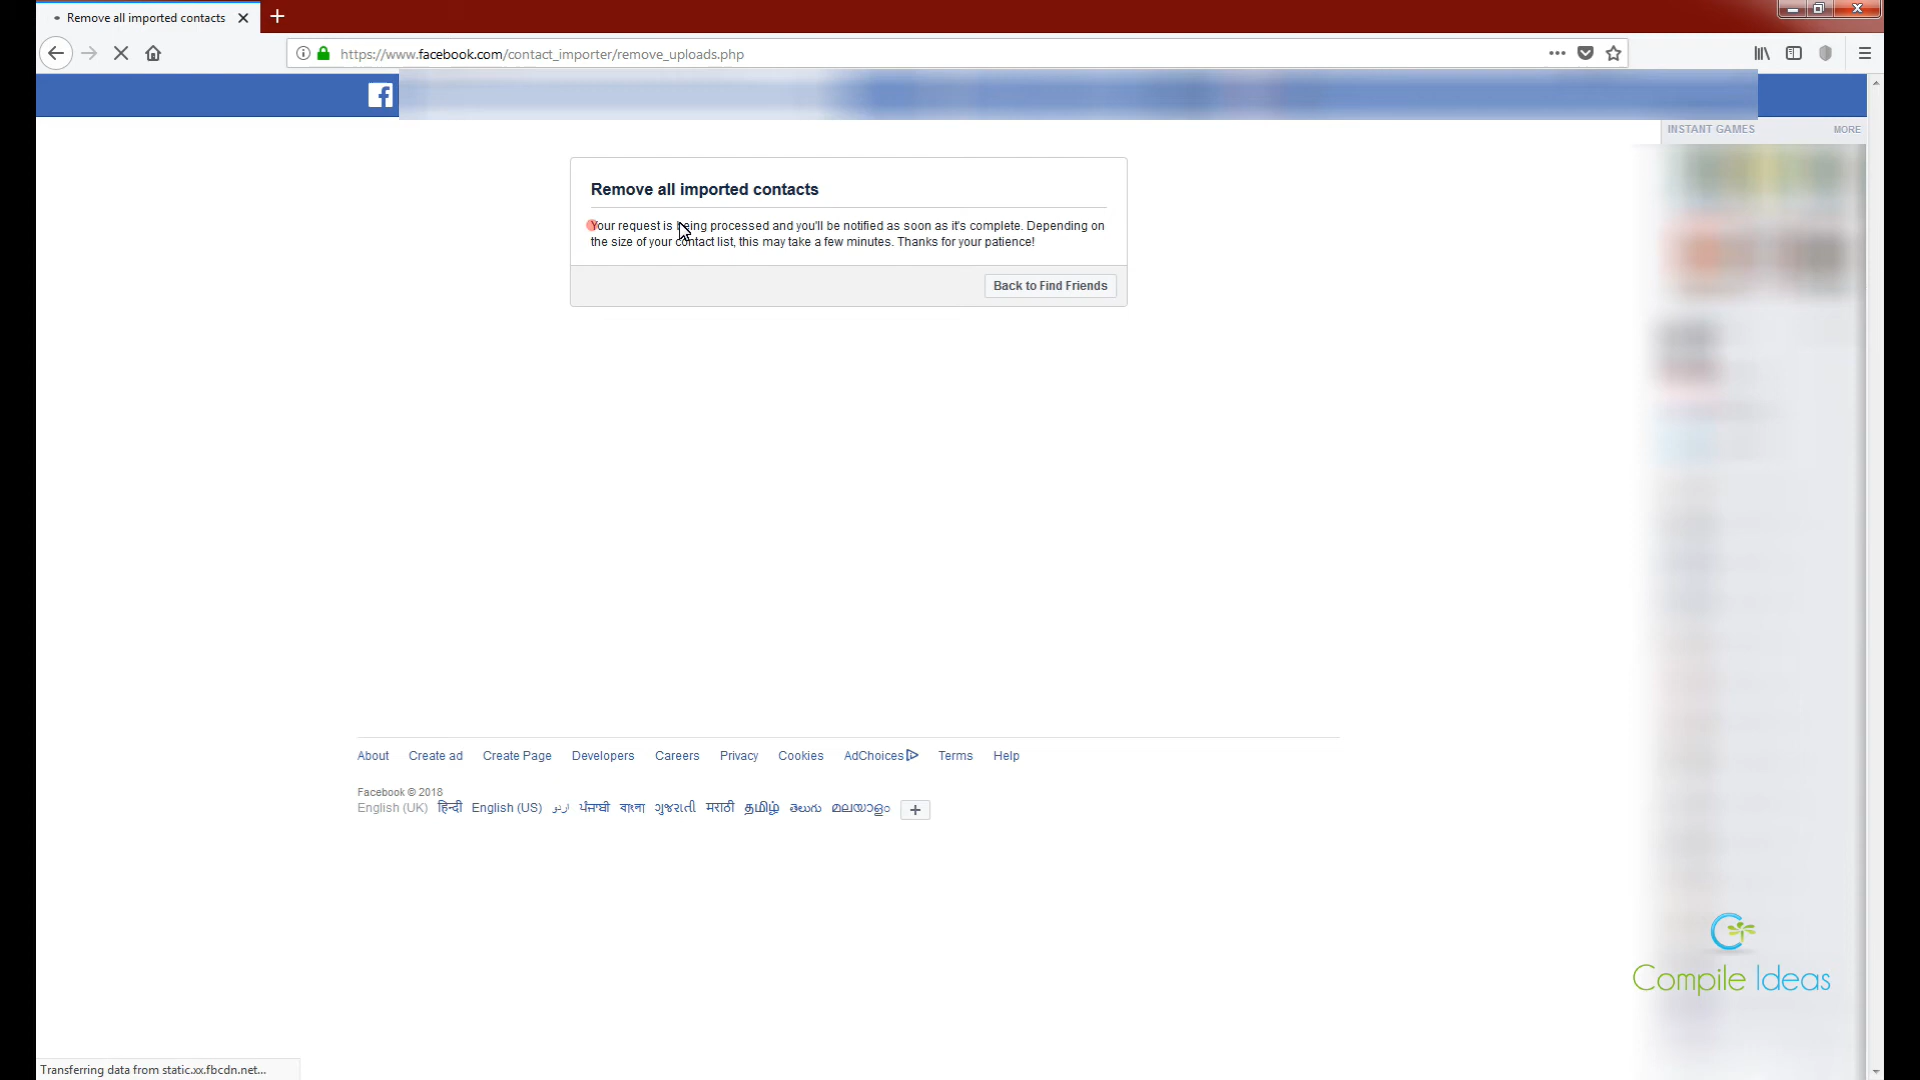 Remove all imported contacts
https://www.facebook.com/contact_importer/remove_uploads.php
INSTANT GAMES MORE
Remove all imported contacts
Your request is being processed and you'll be notified as soon as it's complete. Depending on
the size of your contact list, this may take a few minutes. Thanks for your patience!
Back to Find Friends
About Create ad Create Page Developers Careers Privacy Cookies AdChoices Terms Help
Facebook © 2018
English (UK) हिन्दी English (US) اردو ਪੰਜਾਬੀ বাংলা ગુજરાતી मराठी தமிழ் తెలుగు മലയാളം
Compile Ideas
Transferring data from static.xx.fbcdn.net...